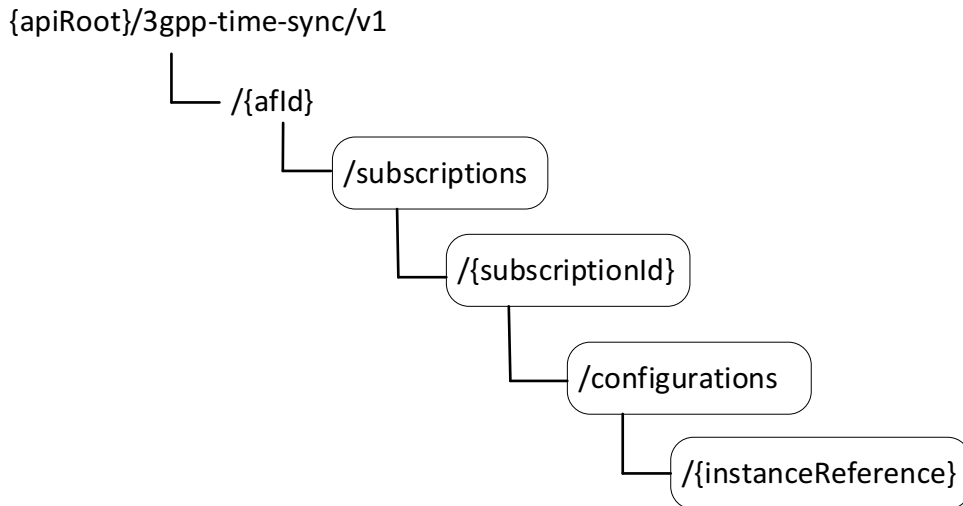 {apiRoot}/3gpp-time-sync/v1
/{afId}
/subscriptions
/{subscriptionId}
/configurations
/{instanceReference}